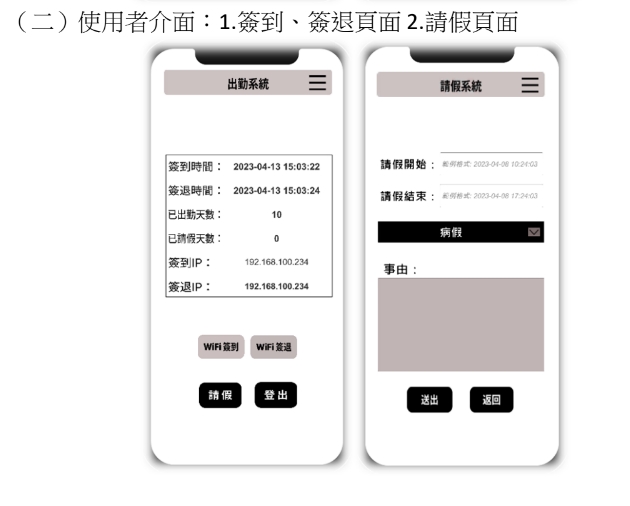 （二）使用者介面：1.簽到、簽退頁面 2.請假頁面
出勤系統
簽到時間： 2023-04-13 15:03:22
簽退時間： 2023-04-13 15:03:24
已出勤天數： 10
已請假天數： 0
簽到IP： 192.168.100.234
簽退IP： 192.168.100.234
WiFi 簽到 WiFi 簽退
請 假 登 出
請假系統
請假開始： 範例格式: 2023-04-08 10:24:03
請假結束： 範例格式: 2023-04-08 17:24:03
病假
事由：
送出 返回